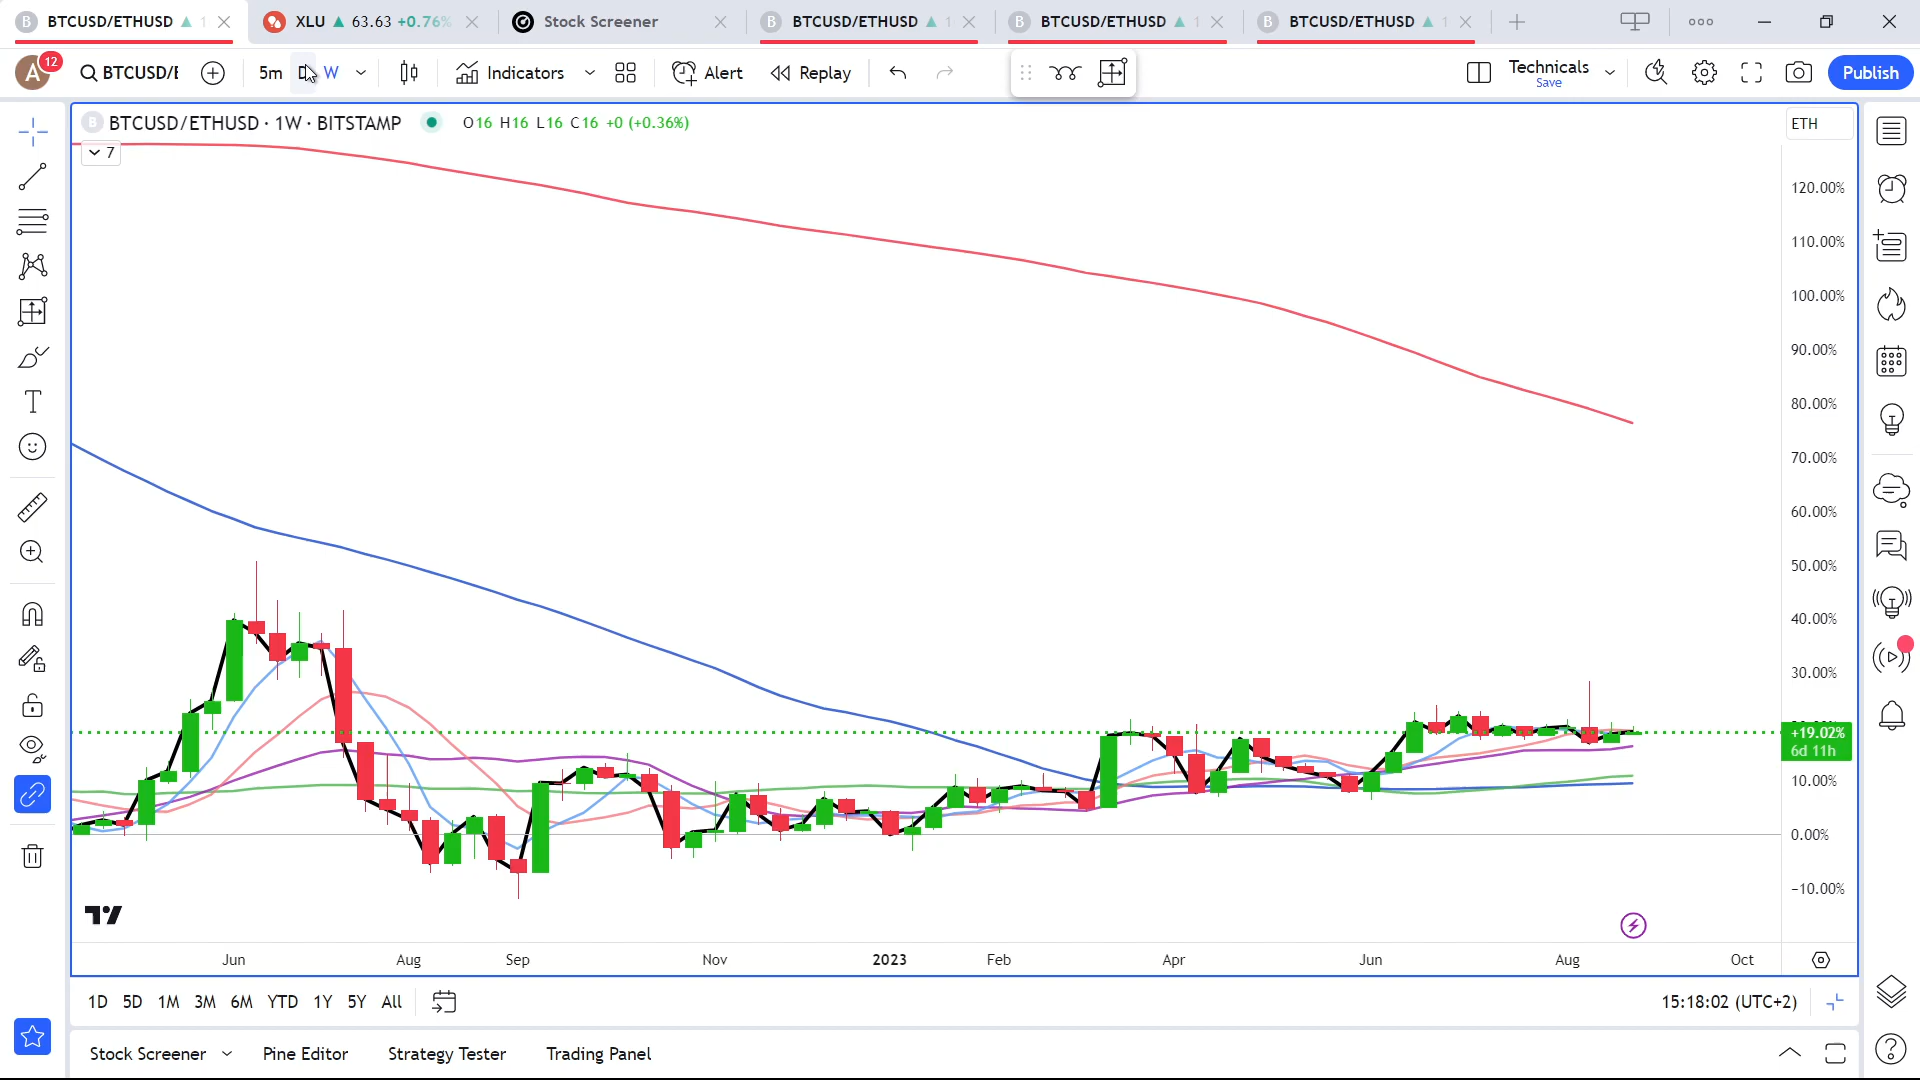 B BTCUSD/ETHUSD 1
XLU 63.63 +0.76%
Stock Screener
B BTCUSD/ETHUSD 1
B BTCUSD/ETHUSD 1
B BTCUSD/ETHUSD 1
A 12
BTCUSD/E
5m D W
Indicators
Alert
Replay
Technicals
Save
Publish
B BTCUSD/ETHUSD · 1W · BITSTAMP O16 H16 L16 C16 +0 (+0.36%)
7
ETH
120.00%
110.00%
100.00%
90.00%
80.00%
70.00%
60.00%
50.00%
40.00%
30.00%
+19.02%
6d 11h
10.00%
0.00%
−10.00%
Jun Aug Sep Nov 2023 Feb Apr Jun Aug Oct
1D 5D 1M 3M 6M YTD 1Y 5Y All
15:18:02 (UTC+2)
Stock Screener Pine Editor Strategy Tester Trading Panel